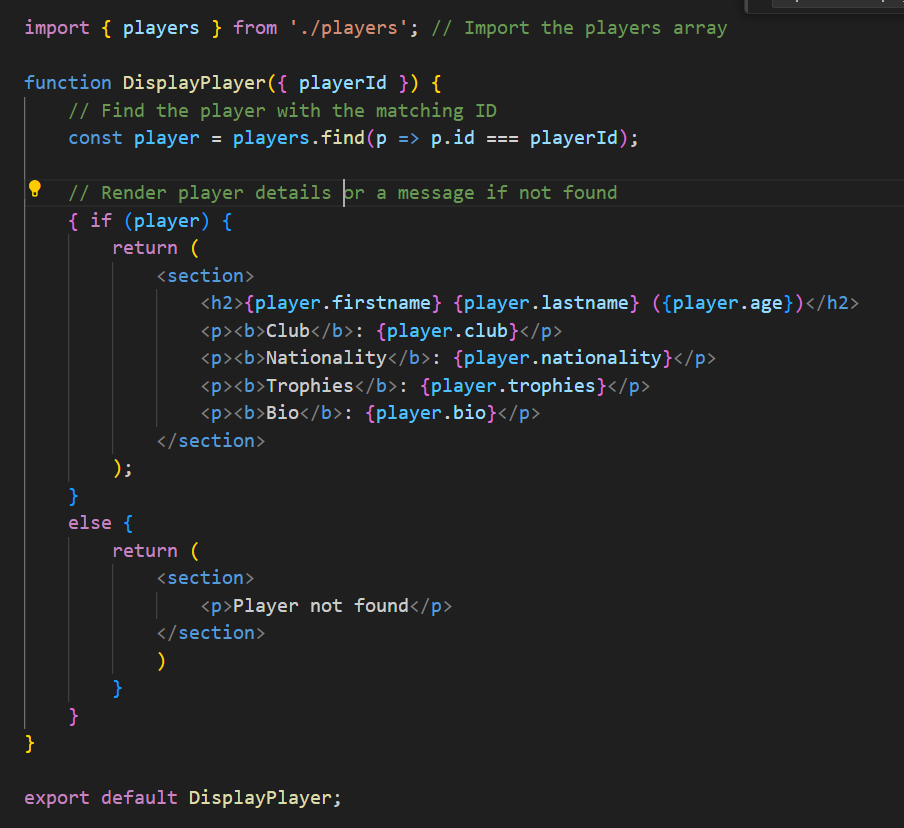 import { players } from './players'; // Import the players array
function DisplayPlayer({ playerId }) {
// Find the player with the matching ID
const player = players.find(p => p.id === playerId);
// Render player details or a message if not found
{ if (player) {
return (
<section>
<h2>{player.firstname} {player.lastname} ({player.age})</h2>
<p><b>Club</b>: {player.club}</p>
<p><b>Nationality</b>: {player.nationality}</p>
<p><b>Trophies</b>: {player.trophies}</p>
<p><b>Bio</b>: {player.bio}</p>
</section>
);
}
else {
return (
<section>
<p>Player not found</p>
</section>
)
}
}
}
export default DisplayPlayer;